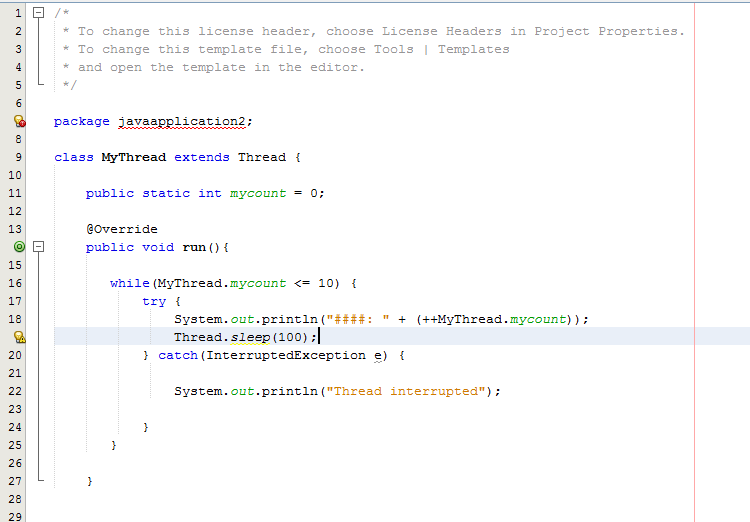 1 /*
2 * To change this license header, choose License Headers in Project Properties.
3 * To change this template file, choose Tools | Templates
4 * and open the template in the editor.
5 */
6
package javaapplication2;
8
9 class MyThread extends Thread {
10
11 public static int mycount = 0;
12
13 @Override
public void run(){
15
16 while(MyThread.mycount <= 10) {
17 try {
18 System.out.println("####: " + (++MyThread.mycount));
Thread.sleep(100);
20 } catch(InterruptedException e) {
21
22 System.out.println("Thread interrupted");
23
24 }
25 }
26
27 }
28
29